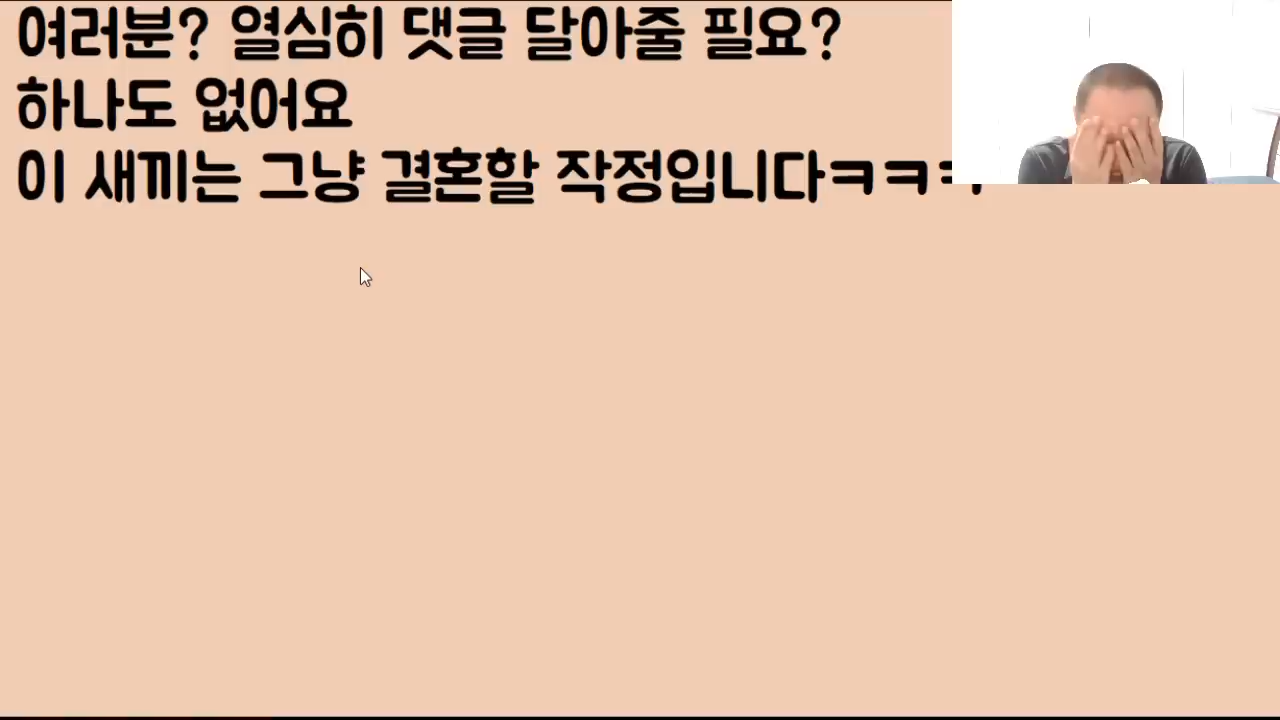 여러분? 열심히 댓글 달아줄 필요?
하나도 없어요
이 새끼는 그냥 결혼할 작정입니다ㅋㅋㅋ